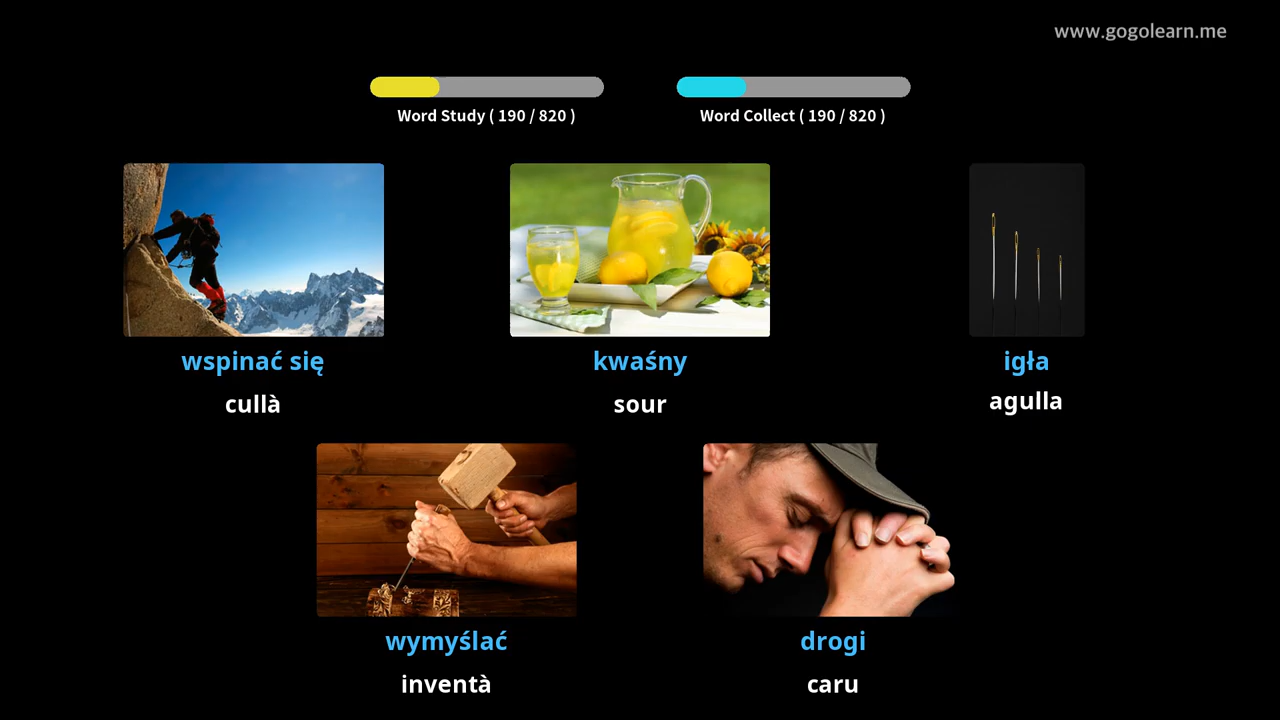 www.gogolearn.me
Word Study ( 190 / 820 )
Word Collect ( 190 / 820 )
wspinać się
cullà
kwaśny
sour
igła
agulla
wymyślać
inventà
drogi
caru